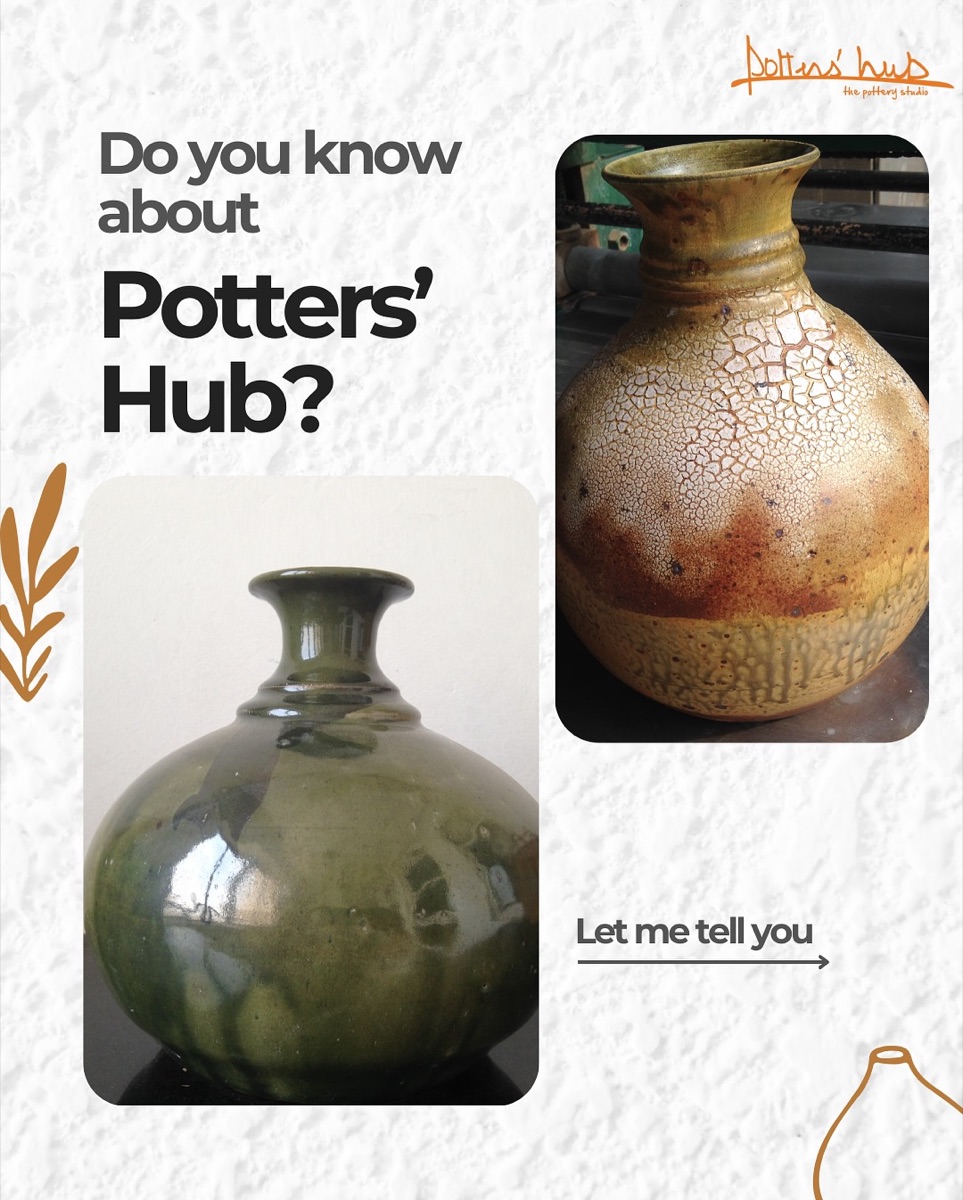 potters' hub
the pottery studio
Do you know
about
Potters’
Hub?
Let me tell you